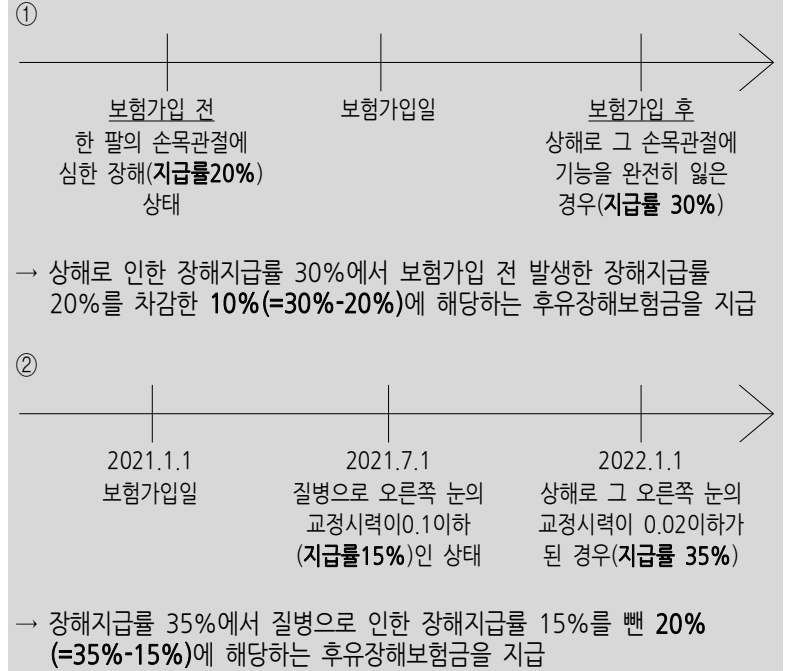 ①
보험가입 전
한 팔의 손목관절에
심한 장해(지급률20%)
상태
보험가입일
보험가입 후
상해로 그 손목관절에
기능을 완전히 잃은
경우(지급률 30%)
→ 상해로 인한 장해지급률 30%에서 보험가입 전 발생한 장해지급률
20%를 차감한 10%(=30%-20%)에 해당하는 후유장해보험금을 지급
②
2021.1.1
보험가입일
2021.7.1
질병으로 오른쪽 눈의
교정시력이0.1이하
(지급률15%)인 상태
2022.1.1
상해로 그 오른쪽 눈의
교정시력이 0.02이하가
된 경우(지급률 35%)
→ 장해지급률 35%에서 질병으로 인한 장해지급률 15%를 뺀 20%
(=35%-15%)에 해당하는 후유장해보험금을 지급